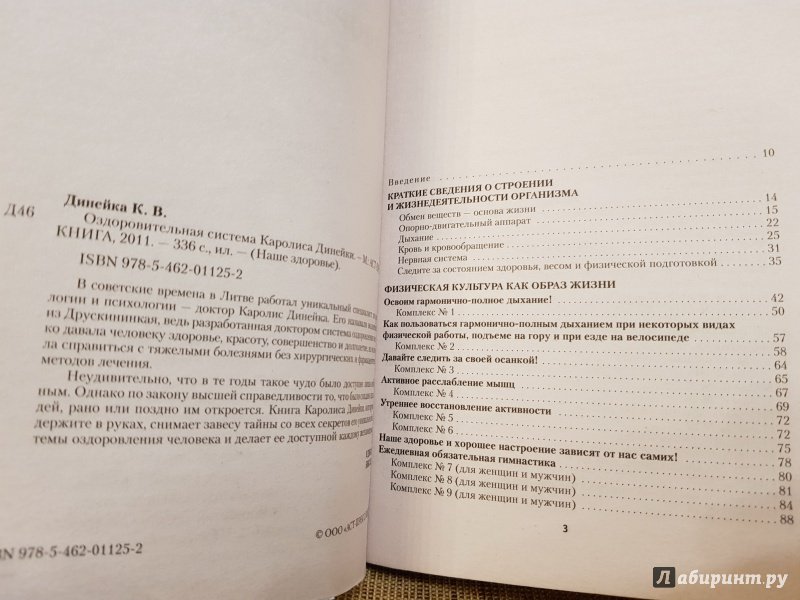 Д46
Динейка К. В.
Оздоровительная система Каролиса Динейки. – М.: АСТ-
КНИГА, 2011. — 336 с., ил. — (Наше здоровье).
ISBN 978-5-462-01125-2
В советские времена в Литве работал уникальный
логии и психологии – доктор Каролис Динейка. Его называли
из Друскининкая, ведь разработанная доктором система
ко давала человеку здоровье, красоту, совершенство и
ла справиться с тяжелыми болезнями без хирургических и
методов лечения.
Неудивительно, что в те годы такое чудо было доступно
ным. Однако по закону высшей справедливости то, что было
дей, рано или поздно им откроется. Книга Каролиса Динейки,
держите в руках, снимает завесу тайны со всех секретов его
темы оздоровления человека и делает ее доступной каждому
© ООО «АСТ-
BN 978-5-462-01125-2
Введение 10
КРАТКИЕ СВЕДЕНИЯ О СТРОЕНИИ
И ЖИЗНЕДЕЯТЕЛЬНОСТИ ОРГАНИЗМА
Обмен веществ — основа жизни 14
Опорно-двигательный аппарат 15
Дыхание 22
Кровь и кровообращение 25
Нервная система 31
Следите за состоянием здоровья, весом и физической подготовкой 35
ФИЗИЧЕСКАЯ КУЛЬТУРА КАК ОБРАЗ ЖИЗНИ
Освоим гармонично-полное дыхание! 42
Комплекс № 1 50
Как пользоваться гармонично-полным дыханием при некоторых видах
физической работы, подъеме на гору и при езде на велосипеде 57
Комплекс № 2 58
Давайте следить за своей осанкой! 64
Комплекс № 3 65
Активное расслабление мышц 67
Комплекс № 4 69
Утреннее восстановление активности 72
Комплекс № 5 72
Комплекс № 6 75
Наше здоровье и хорошее настроение зависят от нас самих! 78
Ежедневная обязательная гимнастика 80
Комплекс № 7 (для женщин и мужчин) 81
Комплекс № 8 (для женщин и мужчин) 84
Комплекс № 9 (для женщин и мужчин) 88
3
Лабиринт.ру